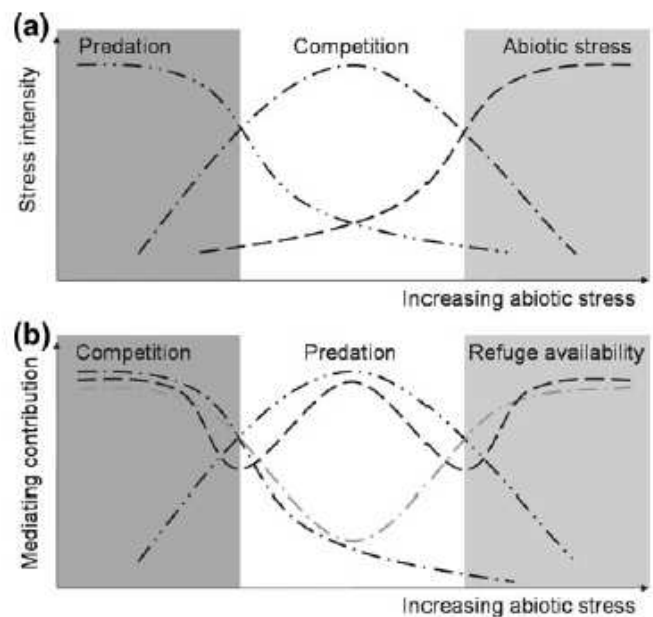 (a)
Predation Competition Abiotic stress
Stress intensity
Increasing abiotic stress
(b)
Competition Predation Refuge availability
Mediating contribution
Increasing abiotic stress